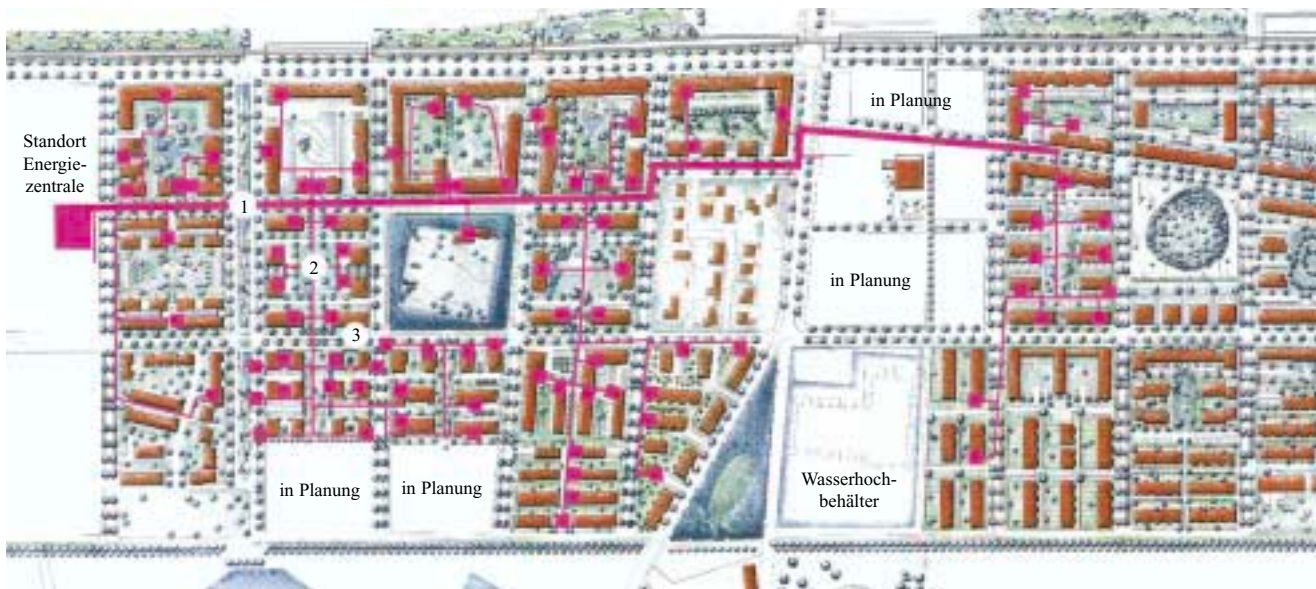 in Planung
Standort
Energie-
zentrale
1
2
in Planung
3
in Planung
in Planung
Wasserhoch-
behälter